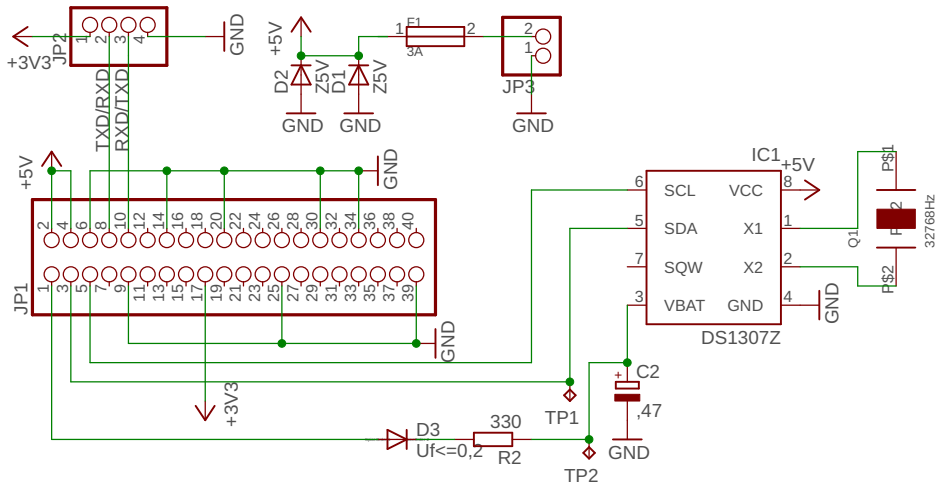 1
2
3
4
JP2
+3V3
GND
TXD/RXD
RXD/TXD
+5V
D2
Z5V
D1
Z5V
GND
GND
F1
1
2
3A
2
1
JP3
GND
+5V
GND
2
4
6
8
10
12
14
16
18
20
22
24
26
28
30
32
34
36
38
40
1
3
5
7
9
11
13
15
17
19
21
23
25
27
29
31
33
35
37
39
JP1
GND
+3V3
IC1
+5V
6
SCL
VCC
8
5
SDA
X1
1
7
SQW
X2
2
3
VBAT
GND
4
GND
DS1307Z
P$1
Q1
2
32768Hz
P$2
C2
+
,47
GND
TP1
D3
Uf<=0,2
330
R2
TP2